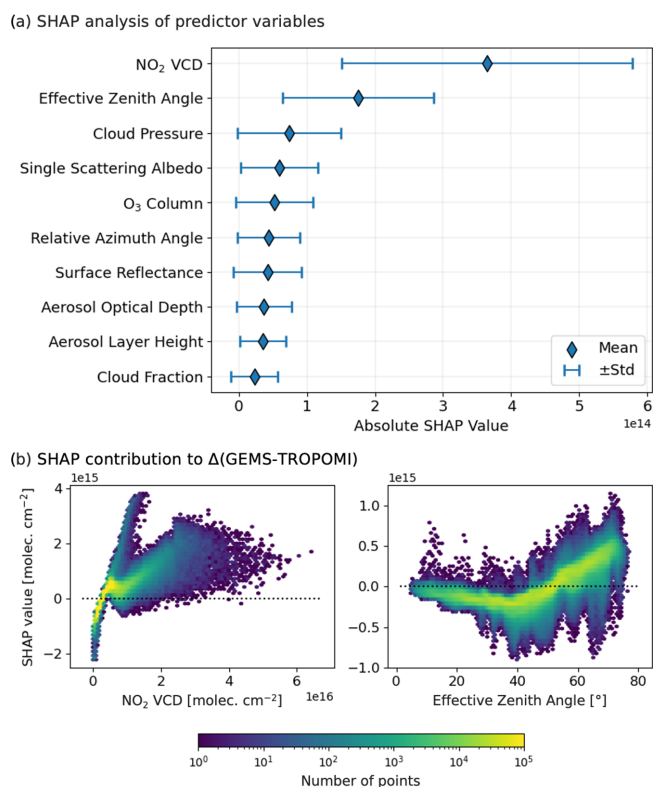 (a) SHAP analysis of predictor variables
NO₂ VCD
Effective Zenith Angle
Cloud Pressure
Single Scattering Albedo
O₃ Column
Relative Azimuth Angle
Surface Reflectance
Aerosol Optical Depth
Aerosol Layer Height
Cloud Fraction
Mean
±Std
0 1 2 3 4 5 6
Absolute SHAP Value
1e14
(b) SHAP contribution to Δ(GEMS-TROPOMI)
1e15
4
2
0
−2
SHAP value [molec. cm⁻²]
0 2 4 6
NO₂ VCD [molec. cm⁻²]
1e16
1e15
1.0
0.5
0.0
−0.5
−1.0
0 20 40 60 80
Effective Zenith Angle [°]
10⁰ 10¹ 10² 10³ 10⁴ 10⁵
Number of points